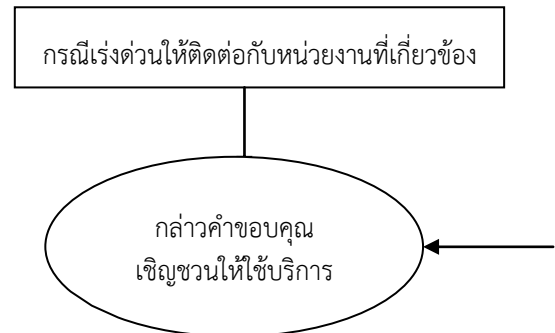 กรณีเร่งด่วนให้ติดต่อกับหน่วยงานที่เกี่ยวข้อง
กล่าวคำขอบคุณ
เชิญชวนให้ใช้บริการ